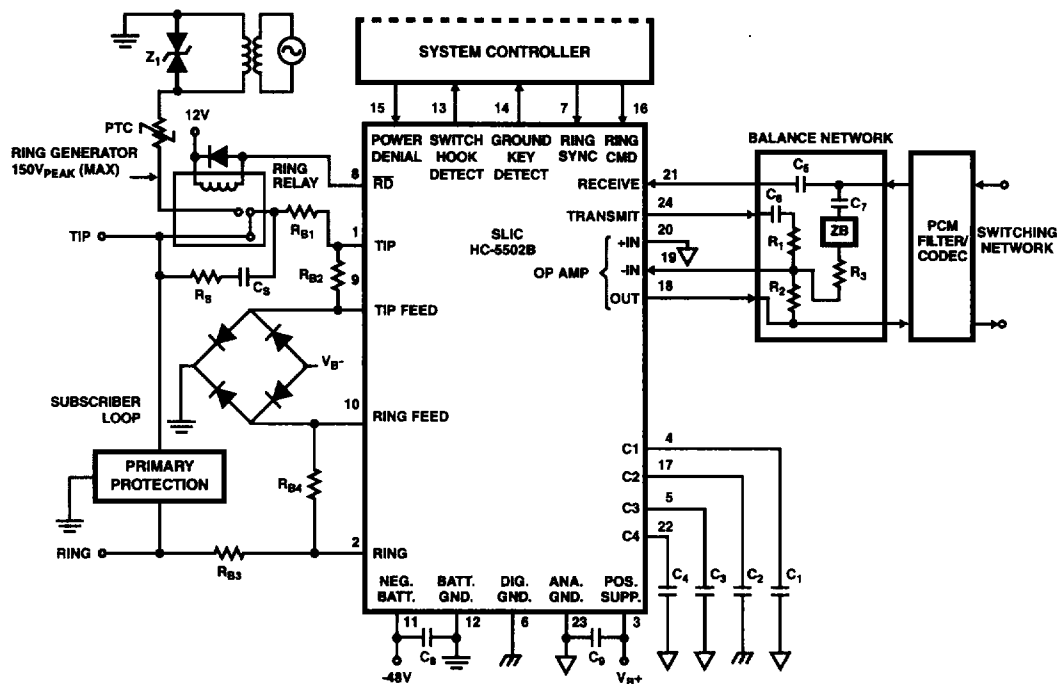 Z1
SYSTEM CONTROLLER
15
13
14
7
16
12V
PTC
RING GENERATOR
150VPEAK (MAX)
RING
RELAY
POWER
DENIAL
SWITCH
HOOK
DETECT
GROUND
KEY
DETECT
RING
SYNC
RING
CMD
BALANCE NETWORK
8
RD
RECEIVE
21
C5
C6
C7
TRANSMIT
24
ZB
PCM
FILTER/
CODEC
SWITCHING
NETWORK
TIP
RB1
1
TIP
SLIC
HC-5502B
+IN
20
R1
OP AMP
-IN
19
R3
RB2
9
RS
CS
R2
OUT
18
TIP FEED
VB-
SUBSCRIBER
LOOP
10
RING FEED
C1
4
PRIMARY
PROTECTION
RB4
C2
17
C3
5
C4
22
RING
RB3
2
RING
C4
C3
C2
C1
NEG.
BATT.
BATT.
GND.
DIG.
GND.
ANA.
GND.
POS.
SUPP.
11
12
6
23
3
C8
C9
-48V
VB+